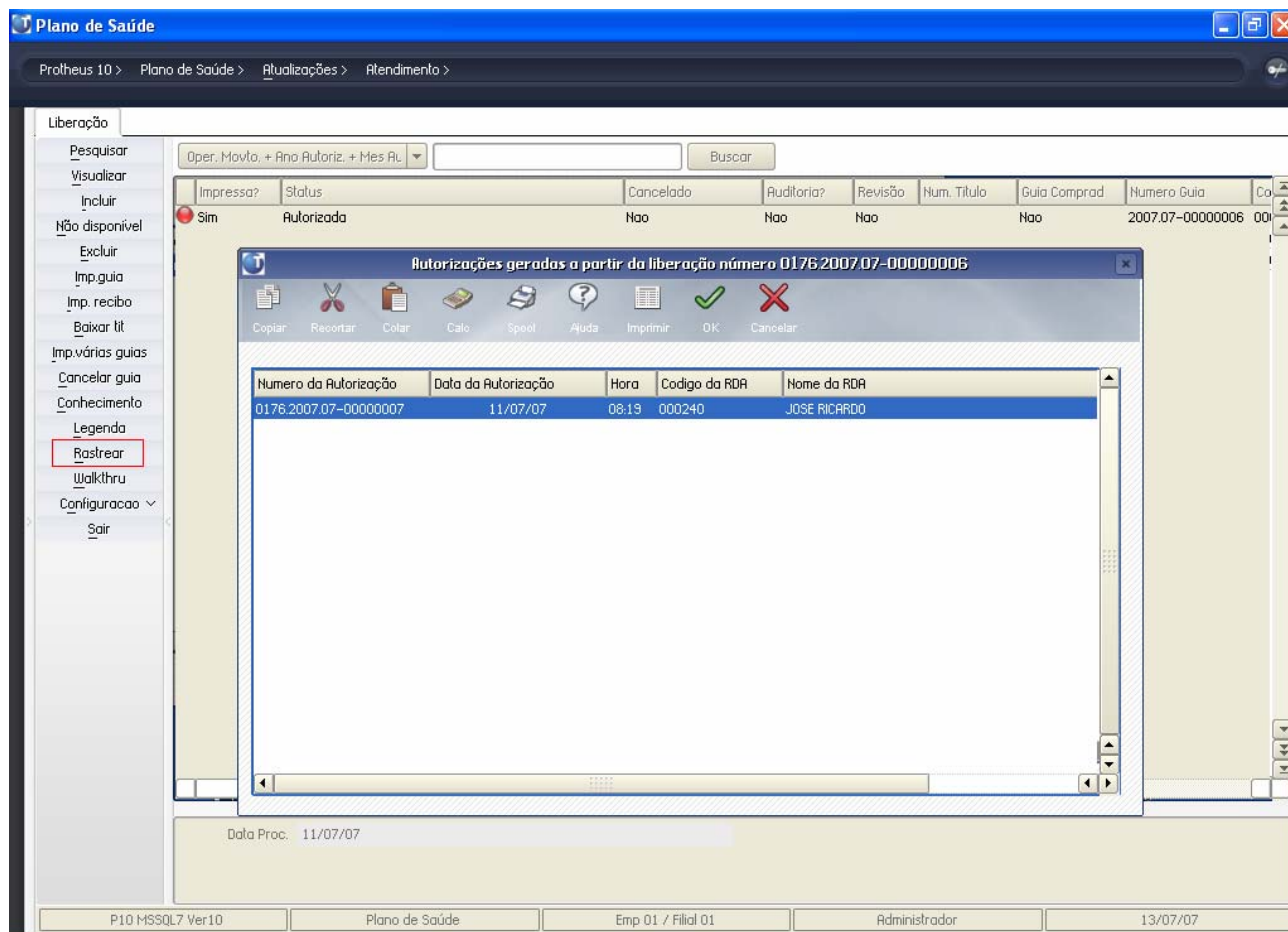 Plano de Saúde
Protheus 10 > Plano de Saúde > Atualizações > Atendimento >
Liberação
Pesquisar
Visualizar
Incluir
Não disponivel
Excluir
Imp.guia
Imp. recibo
Baixar tit
Imp.várias guias
Cancelar guia
Conhecimento
Legenda
Rastrear
Walkthru
Configuracao
Sair
Oper. Movto. + Ano Autoriz. + Mes Au Buscar
Impressa? Status Cancelado Auditoria? Revisão Num. Titulo Guia Comprad Numero Guia Co
Sim Autorizada Nao Nao Nao Nao 2007.07-00000006 00
Autorizações geradas a partir da liberação número 0176.2007.07-00000006
Copiar Recortar Colar Calc Spool Ajuda Imprimir OK Cancelar
Numero da Autorização Data da Autorização Hora Codigo da RDA Nome da RDA
0176.2007.07-00000007 11/07/07 08:19 000240 JOSE RICARDO
Data Proc. 11/07/07
P10 MSSQL7 Ver10 Plano de Saúde Emp 01 / Filial 01 Administrador 13/07/07